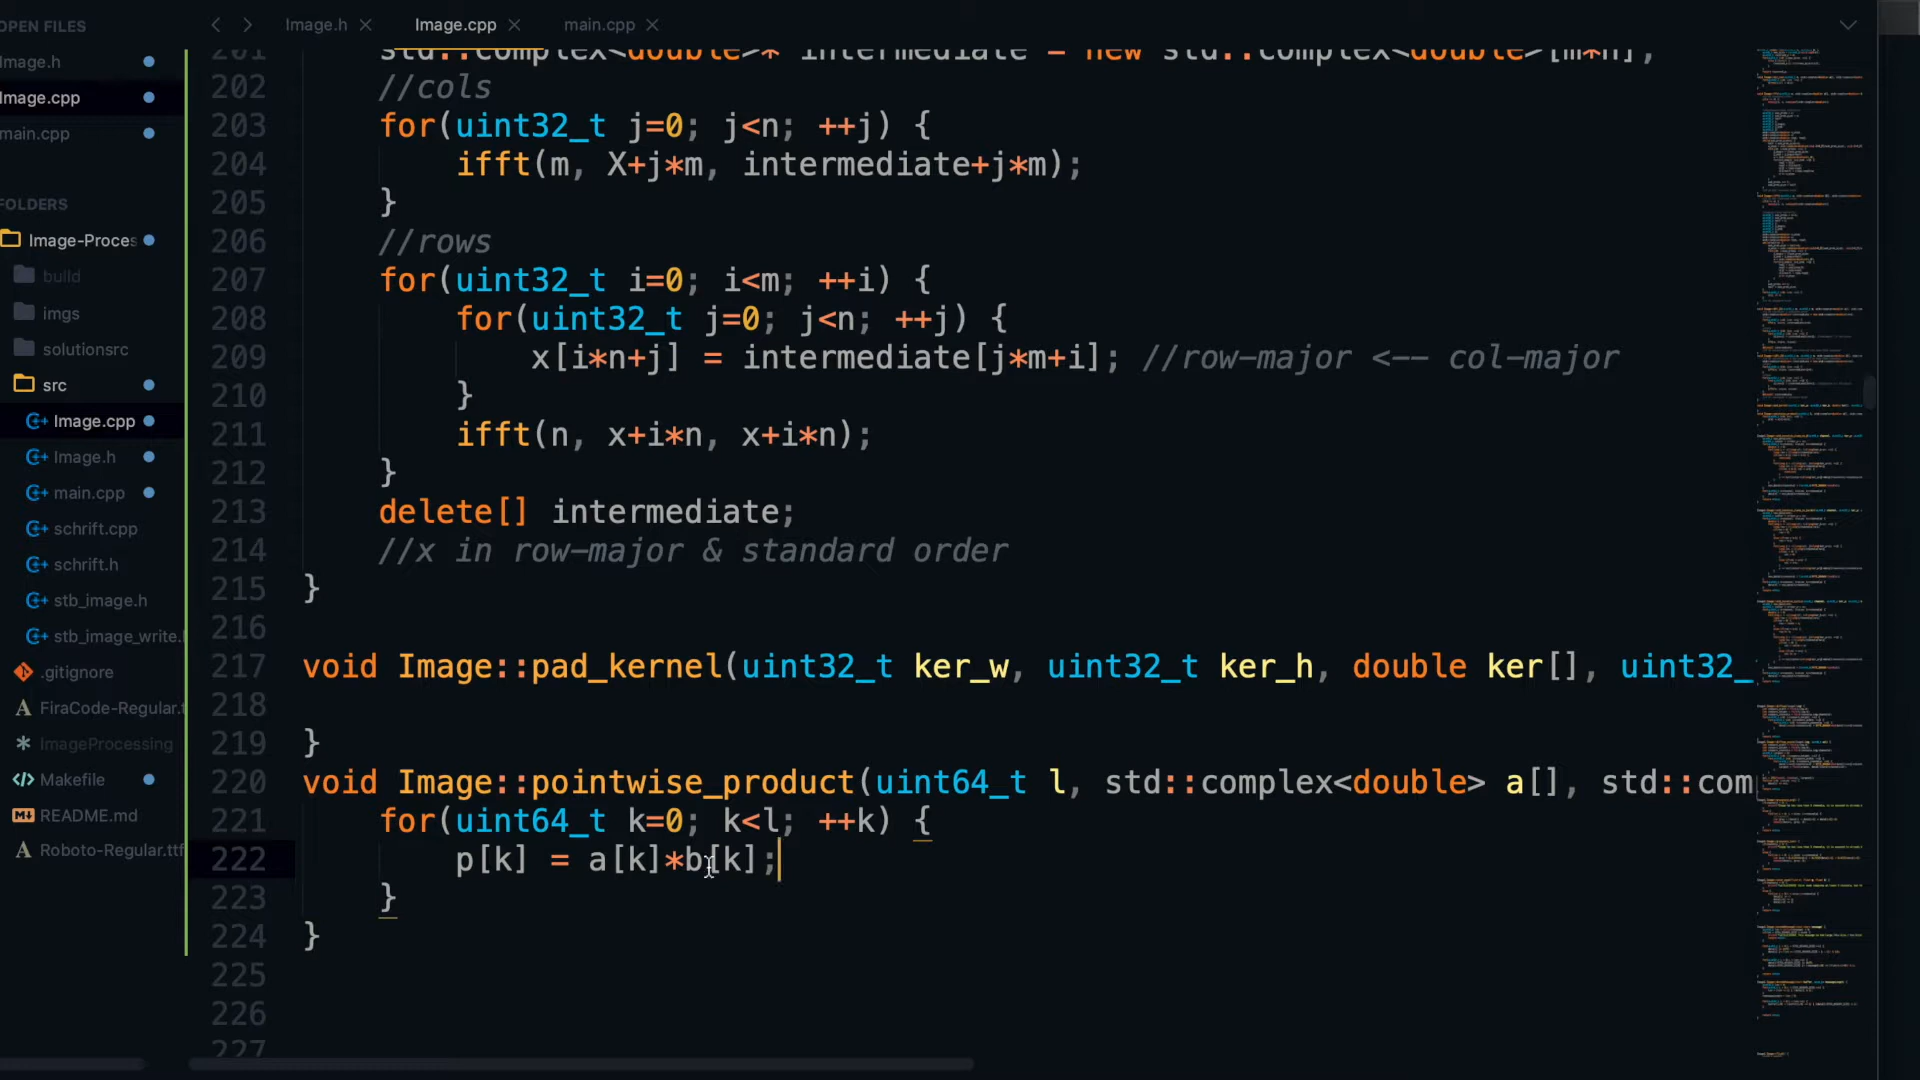 OPEN FILES
Image.h
Image.cpp
main.cpp
FOLDERS
Image-Proces
build
imgs
solutionsrc
src
Image.cpp
Image.h
main.cpp
schrift.cpp
schrift.h
stb_image.h
stb_image_write.
.gitignore
FiraCode-Regular.t
ImageProcessing
Makefile
README.md
Roboto-Regular.ttf
Image.h
Image.cpp
main.cpp
201 std::complex<double>* intermediate = new std::complex<double>[m*n];
202 //cols
203 for(uint32_t j=0; j<n; ++j) {
204 ifft(m, X+j*m, intermediate+j*m);
205 }
206 //rows
207 for(uint32_t i=0; i<m; ++i) {
208 for(uint32_t j=0; j<n; ++j) {
209 x[i*n+j] = intermediate[j*m+i]; //row-major <-- col-major
210 }
211 ifft(n, x+i*n, x+i*n);
212 }
213 delete[] intermediate;
214 //x in row-major & standard order
215 }
216
217 void Image::pad_kernel(uint32_t ker_w, uint32_t ker_h, double ker[], uint32_
218
219 }
220 void Image::pointwise_product(uint64_t l, std::complex<double> a[], std::com
221 for(uint64_t k=0; k<l; ++k) {
222 p[k] = a[k]*b[k];
223 }
224 }
225
226
227